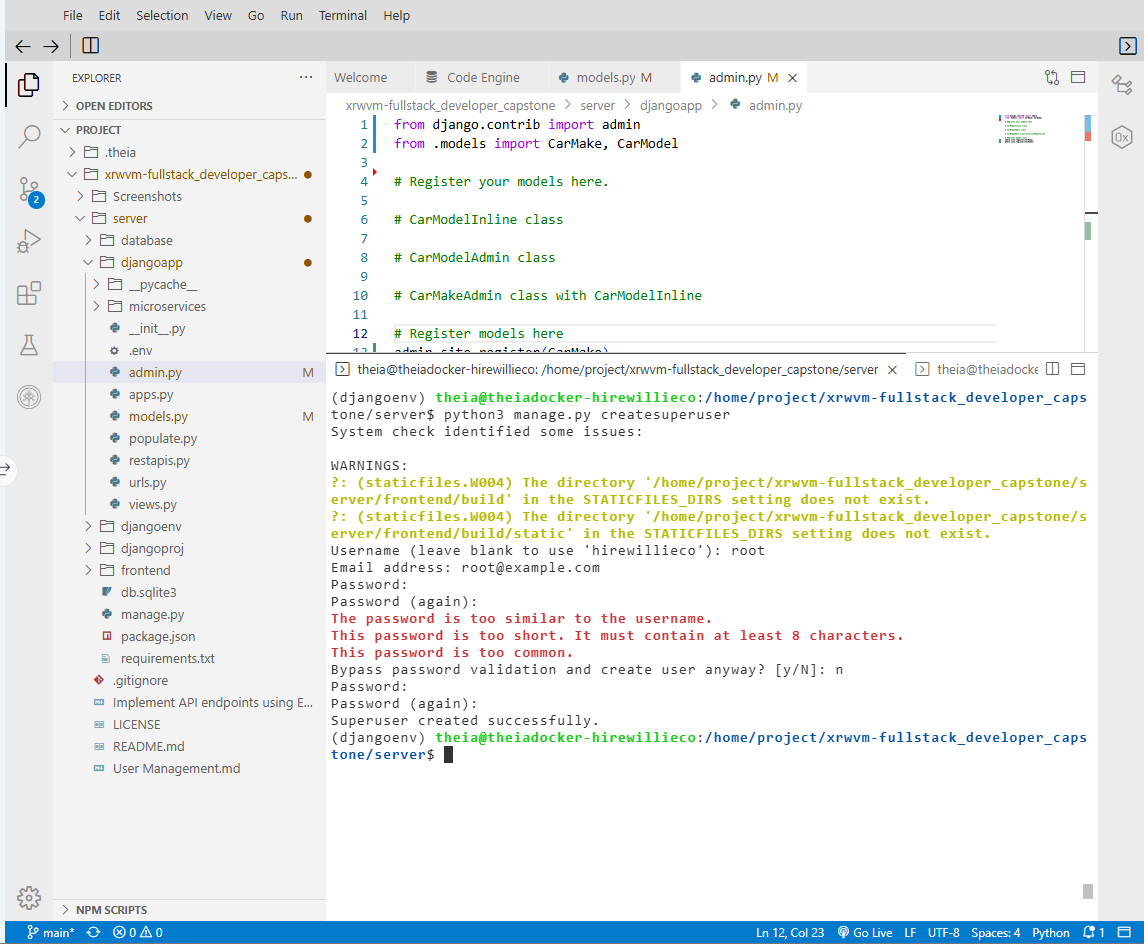 File Edit Selection View Go Run Terminal Help
EXPLORER
OPEN EDITORS
PROJECT
.theia
xrwvm-fullstack_developer_caps...
Screenshots
server
database
djangoapp
__pycache__
microservices
__init__.py
.env
admin.py M
apps.py
models.py M
populate.py
restapis.py
urls.py
views.py
djangoenv
djangoproj
frontend
db.sqlite3
manage.py
package.json
requirements.txt
.gitignore
Implement API endpoints using E...
LICENSE
README.md
User Management.md
NPM SCRIPTS
2
Welcome Code Engine models.py M admin.py M
xrwvm-fullstack_developer_capstone > server > djangoapp > admin.py
1 from django.contrib import admin
2 from .models import CarMake, CarModel
3
4 # Register your models here.
5
6 # CarModelInline class
7
8 # CarModelAdmin class
9
10 # CarMakeAdmin class with CarModelInline
11
12 # Register models here
13 admin.site.register(CarMake)
0x
theia@theiadocker-hirewillieco: /home/project/xrwvm-fullstack_developer_capstone/server theia@theiadocke
(djangoenv) theia@theiadocker-hirewillieco:/home/project/xrwvm-fullstack_developer_caps
tone/server$ python3 manage.py createsuperuser
System check identified some issues:
WARNINGS:
?: (staticfiles.W004) The directory '/home/project/xrwvm-fullstack_developer_capstone/s
erver/frontend/build' in the STATICFILES_DIRS setting does not exist.
?: (staticfiles.W004) The directory '/home/project/xrwvm-fullstack_developer_capstone/s
erver/frontend/build/static' in the STATICFILES_DIRS setting does not exist.
Username (leave blank to use 'hirewillieco'): root
Email address: root@example.com
Password:
Password (again):
The password is too similar to the username.
This password is too short. It must contain at least 8 characters.
This password is too common.
Bypass password validation and create user anyway? [y/N]: n
Password:
Password (again):
Superuser created successfully.
(djangoenv) theia@theiadocker-hirewillieco:/home/project/xrwvm-fullstack_developer_caps
tone/server$
main* 0 0 Ln 12, Col 23 Go Live LF UTF-8 Spaces: 4 Python 1